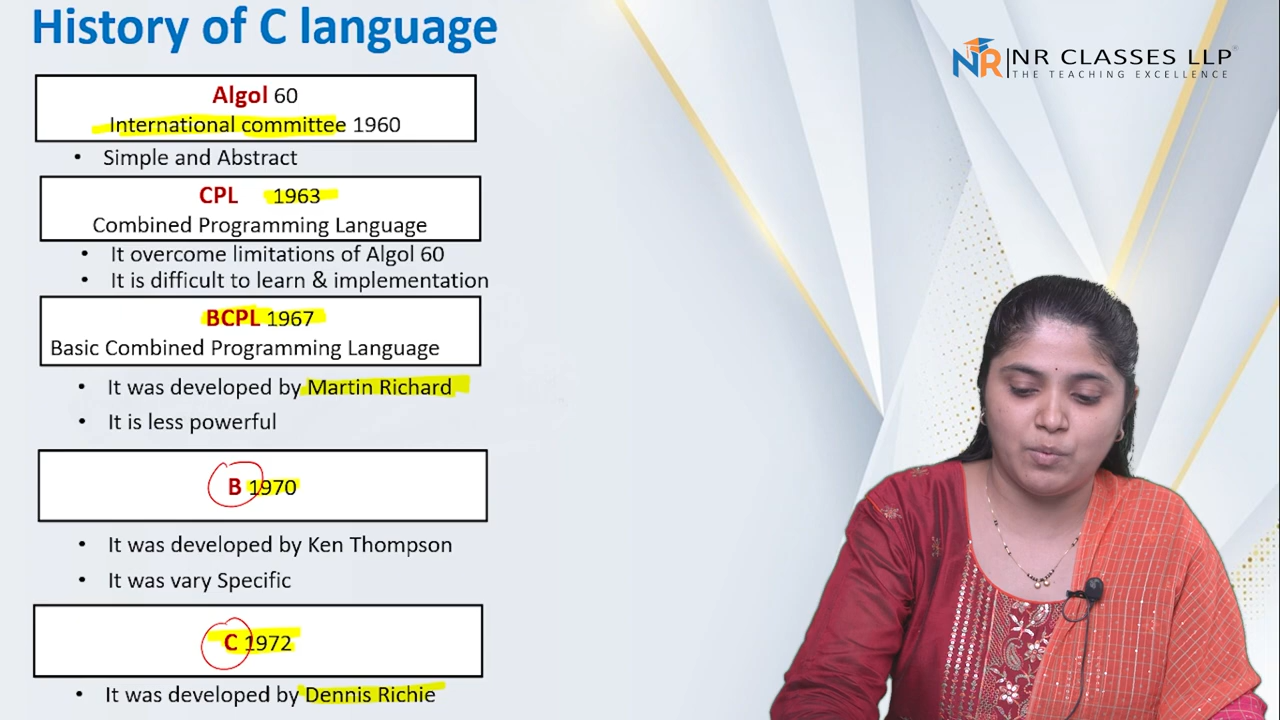 History of C language
NR CLASSES LLP
THE TEACHING EXCELLENCE
Algol 60
International committee 1960
• Simple and Abstract
CPL 1963
Combined Programming Language
• It overcome limitations of Algol 60
• It is difficult to learn & implementation
BCPL 1967
Basic Combined Programming Language
• It was developed by Martin Richard
• It is less powerful
B 1970
• It was developed by Ken Thompson
• It was vary Specific
C 1972
• It was developed by Dennis Richie